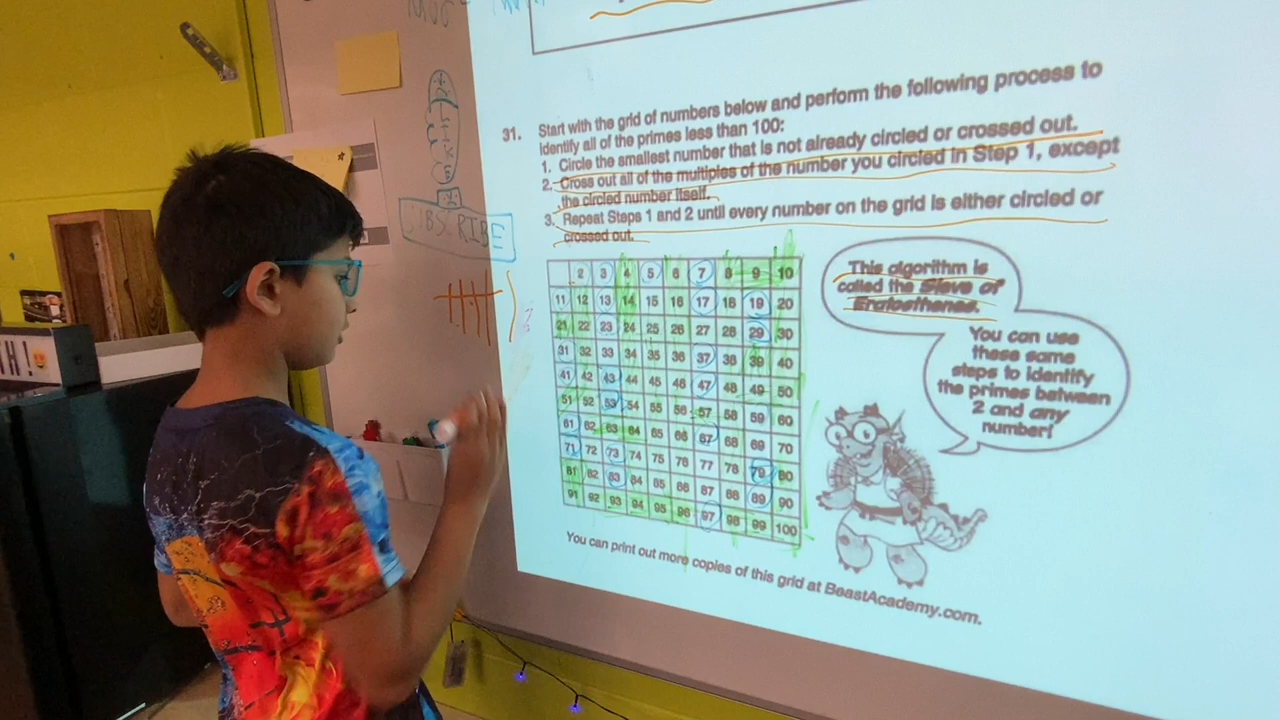 31. Start with the grid of numbers below and perform the following process to
identify all of the primes less than 100:
1. Circle the smallest number that is not already circled or crossed out.
2. Cross out all of the multiples of the number you circled in Step 1, except
the circled number itself.
3. Repeat Steps 1 and 2 until every number on the grid is either circled or
crossed out.
2 3 4 5 6 7 8 9 10
11 12 13 14 15 16 17 18 19 20
21 22 23 24 25 26 27 28 29 30
31 32 33 34 35 36 37 38 39 40
41 42 43 44 45 46 47 48 49 50
51 52 53 54 55 56 57 58 59 60
61 62 63 64 65 66 67 68 69 70
71 72 73 74 75 76 77 78 79 80
81 82 83 84 85 86 87 88 89 90
91 92 93 94 95 96 97 98 99 100
This algorithm is
called the Sieve of
Eratosthenes.
You can use
these same
steps to identify
the primes between
2 and any
number!
You can print out more copies of this grid at BeastAcademy.com.
SUBSCRIBE
H!